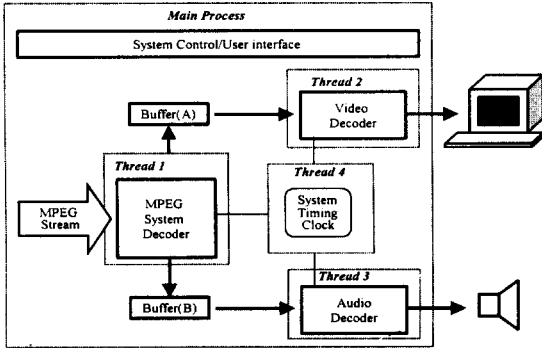 Main Process
System Control/User interface
Thread 2
Buffer(A)
Video
Decoder
Thread 1
Thread 4
MPEG
Stream
MPEG
System
Decoder
System
Timing
Clock
Thread 3
Buffer(B)
Audio
Decoder